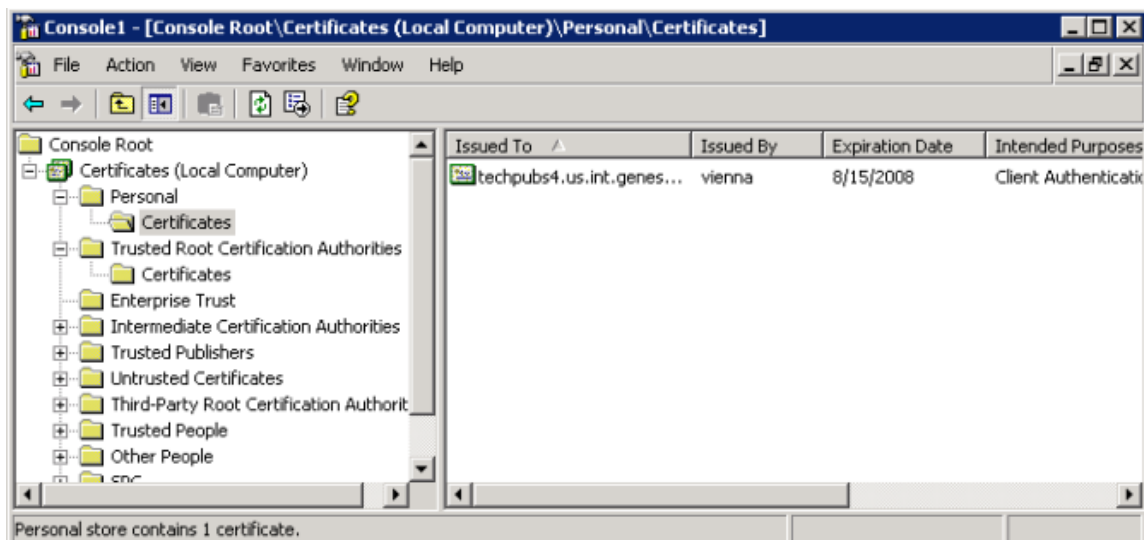 Console1 - [Console Root\Certificates (Local Computer)\Personal\Certificates]
File Action View Favorites Window Help
Console Root
Certificates (Local Computer)
Personal
Certificates
Trusted Root Certification Authorities
Certificates
Enterprise Trust
Intermediate Certification Authorities
Trusted Publishers
Untrusted Certificates
Third-Party Root Certification Authorit
Trusted People
Other People
SPC
Issued To Issued By Expiration Date Intended Purposes
techpubs4.us.int.genes... vienna 8/15/2008 Client Authenticatio
Personal store contains 1 certificate.